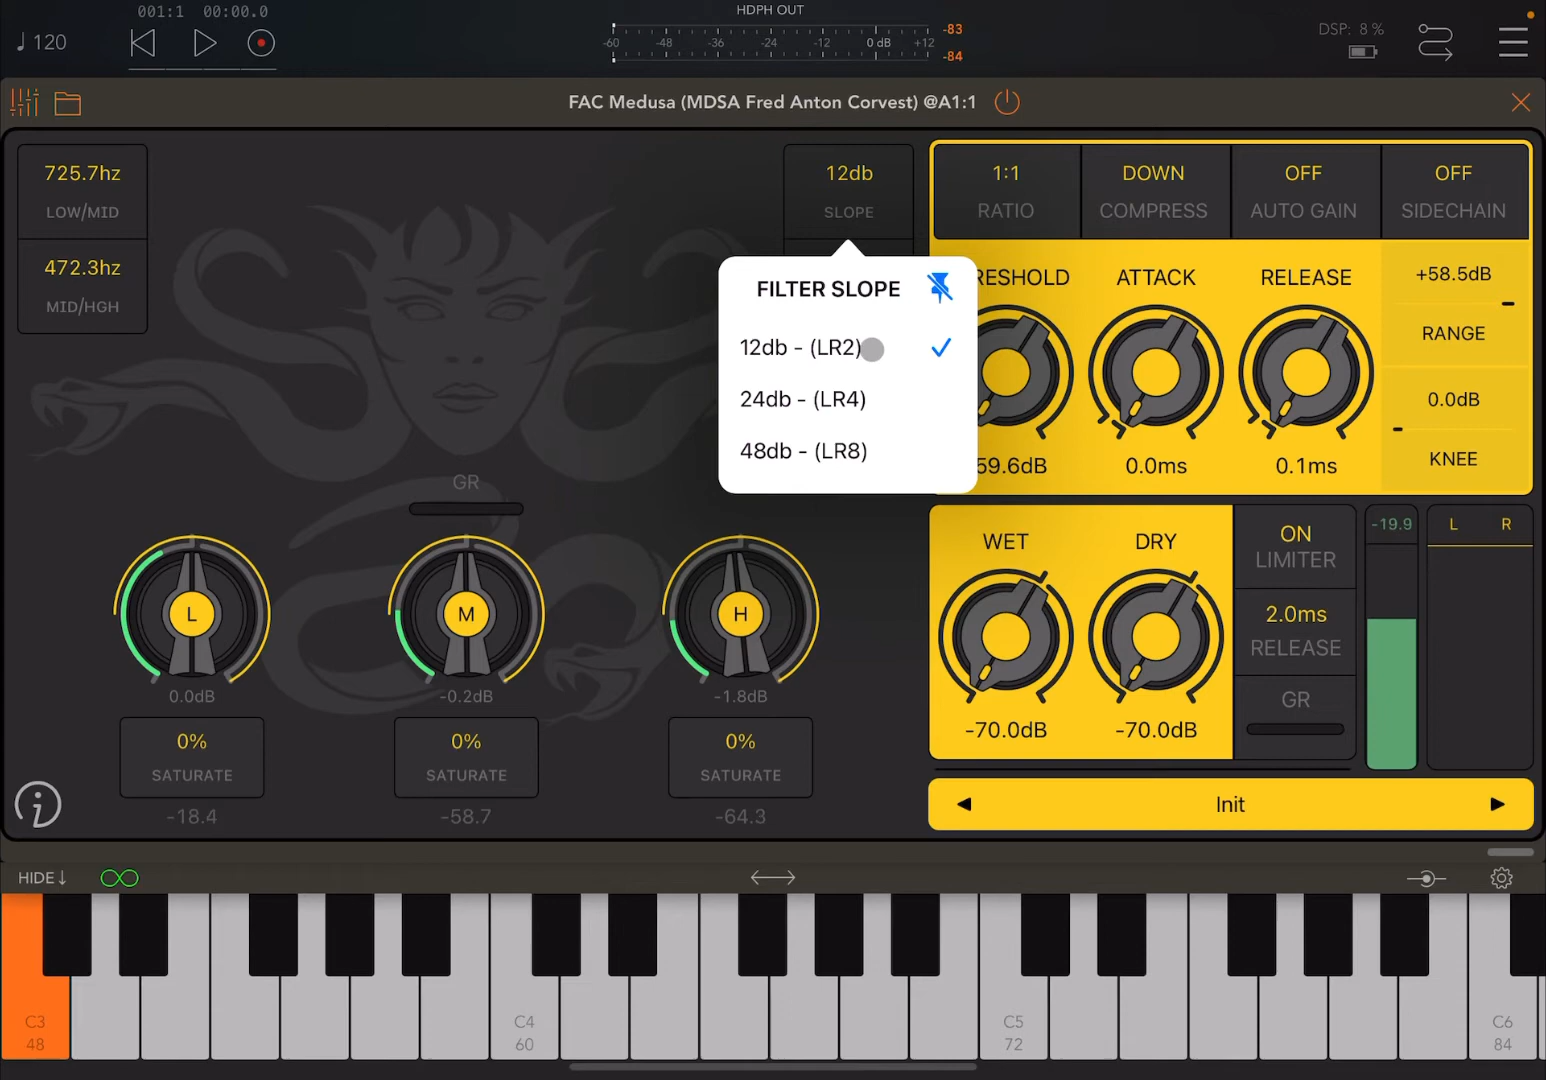 001:1 00:00.0
HDPH OUT
120
-60 -48 -36 -24 -12 0 dB +12
-83
-84
DSP: 8 %
FAC Medusa (MDSA Fred Anton Corvest) @A1:1
725.7hz
LOW/MID
472.3hz
MID/HGH
12db
SLOPE
1:1
RATIO
DOWN
COMPRESS
OFF
AUTO GAIN
OFF
SIDECHAIN
FILTER SLOPE
12db - (LR2)
24db - (LR4)
48db - (LR8)
RESHOLD
59.6dB
ATTACK
0.0ms
RELEASE
0.1ms
+58.5dB
RANGE
0.0dB
KNEE
GR
L
0.0dB
M
-0.2dB
H
-1.8dB
0%
SATURATE
-18.4
0%
SATURATE
-58.7
0%
SATURATE
-64.3
WET
-70.0dB
DRY
-70.0dB
ON
LIMITER
2.0ms
RELEASE
GR
-19.9
L R
Init
HIDE↓
C3
48
C4
60
C5
72
C6
84